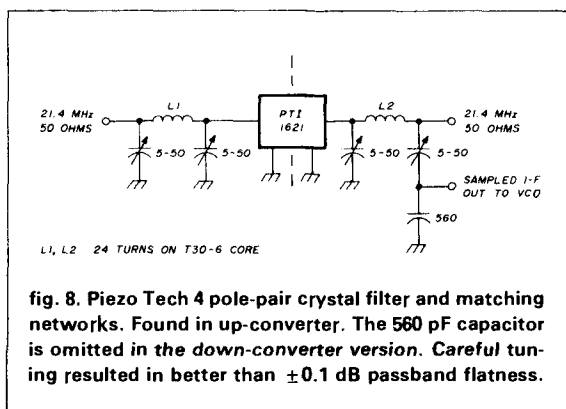 L1
L2
21.4 MHz
50 OHMS
PTI
1621
21.4 MHz
50 OHMS
5-50
5-50
5-50
5-50
SAMPLED I-F
OUT TO VCO
560
L1, L2 24 TURNS ON T30-6 CORE
fig. 8. Piezo Tech 4 pole-pair crystal filter and matching
networks. Found in up-converter. The 560 pF capacitor
is omitted in the down-converter version. Careful tun-
ing resulted in better than ±0.1 dB passband flatness.